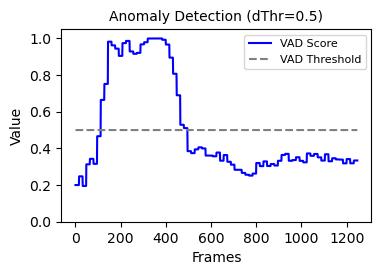 Anomaly Detection (dThr=0.5)
VAD Score
VAD Threshold
Value
1.0
0.8
0.6
0.4
0.2
0.0
0 200 400 600 800 1000 1200
Frames